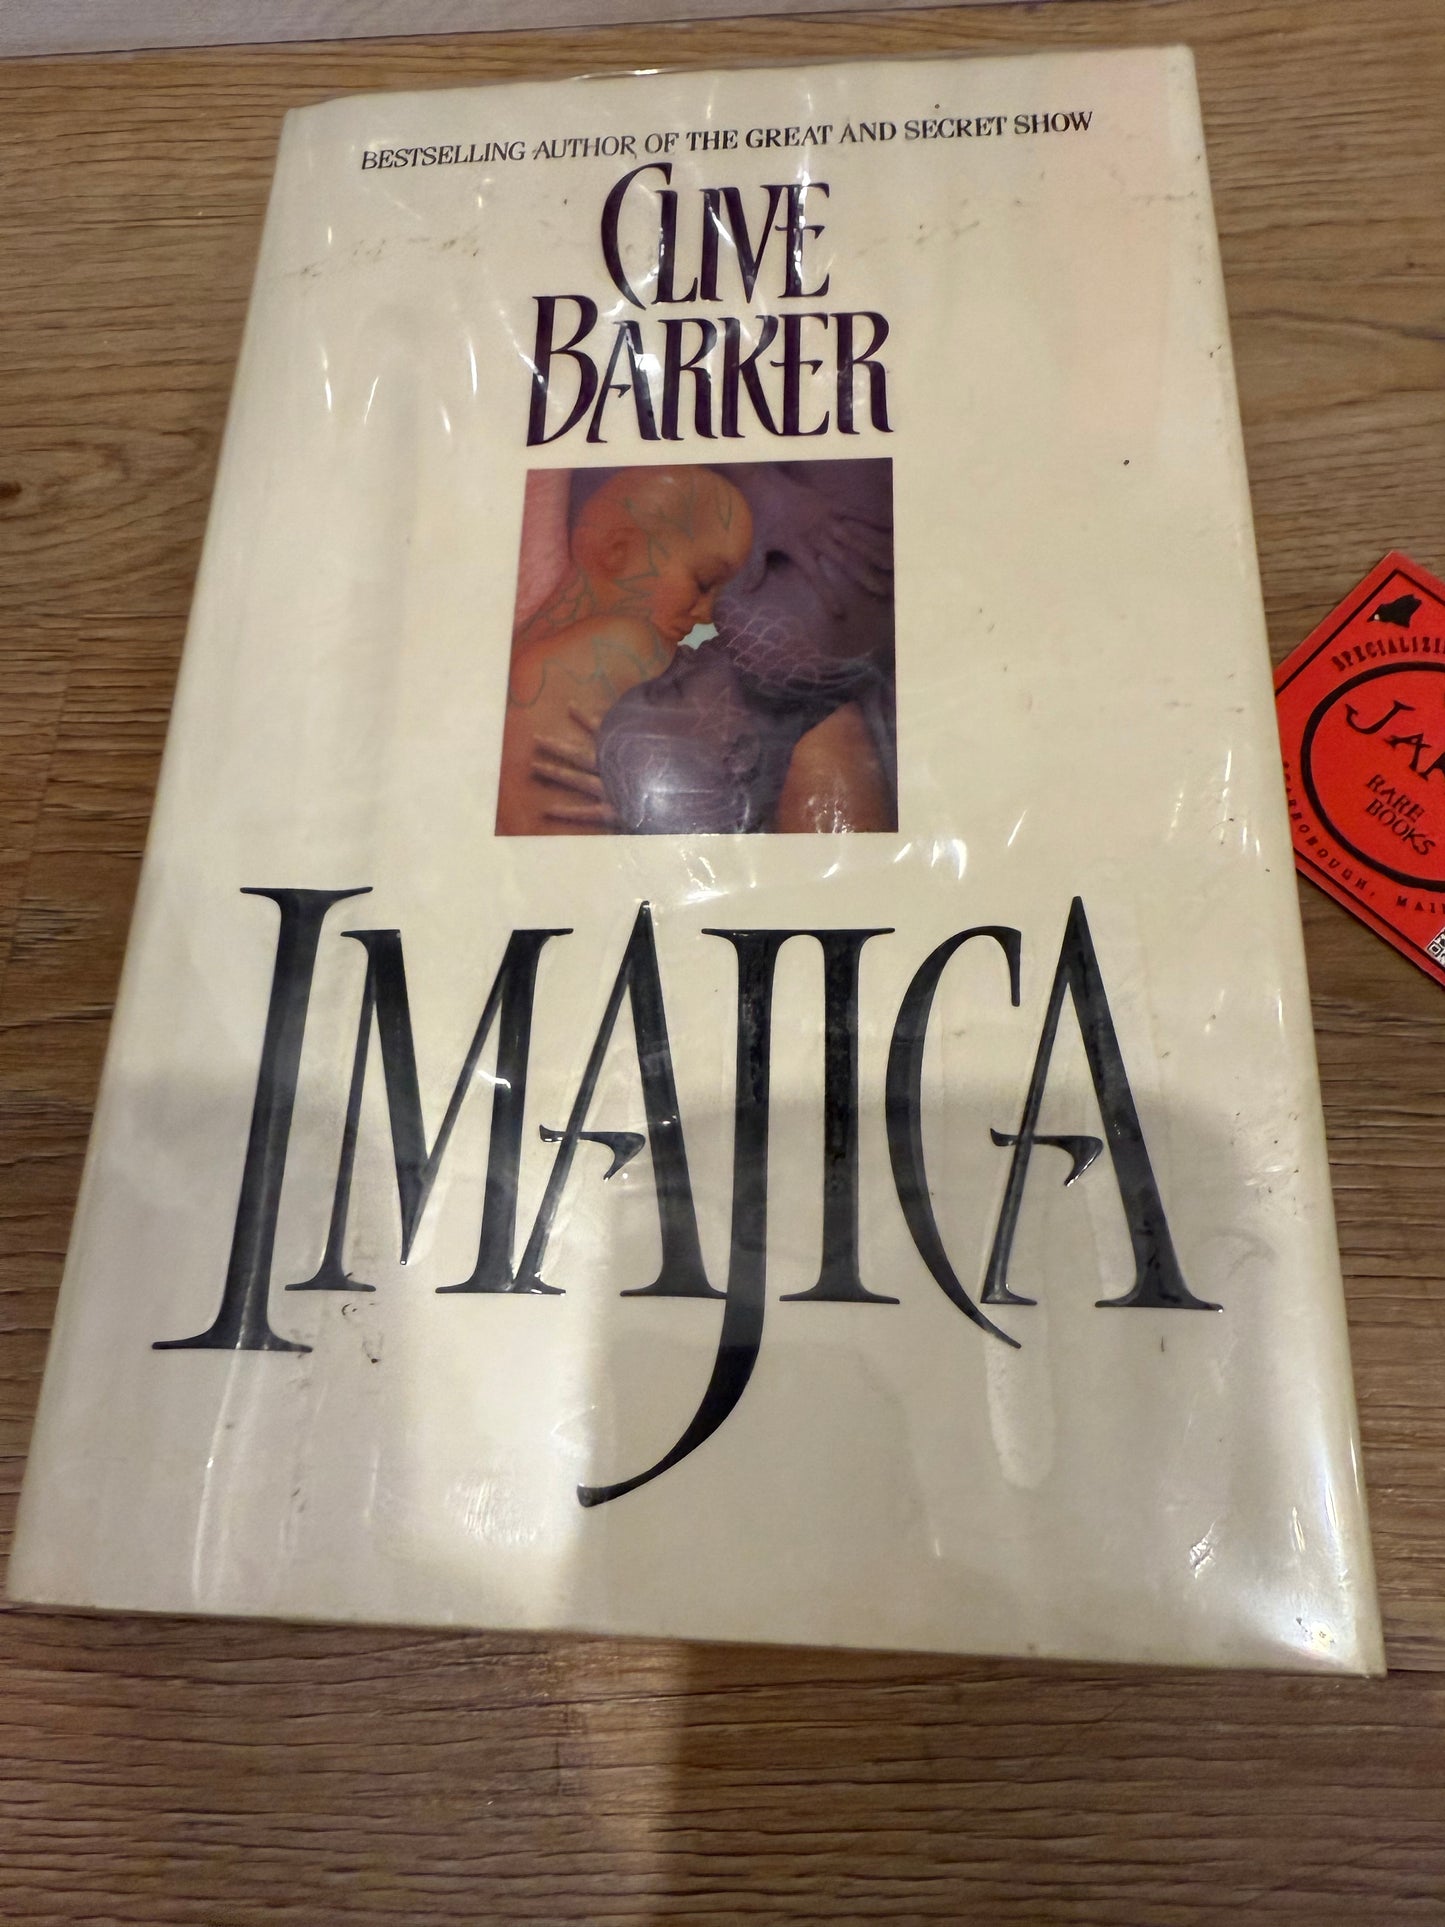 BESTSELLING AUTHOR OF THE GREAT AND SECRET SHOW
CLIVE
BARKER
IMAJICA
RARE
BOOKS